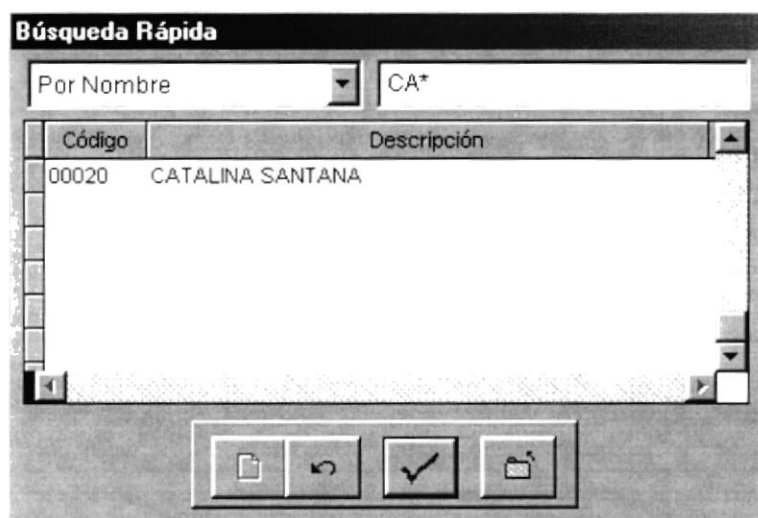 Búsqueda Rápida
Por Nombre CA*
Código Descripción
00020 CATALINA SANTANA